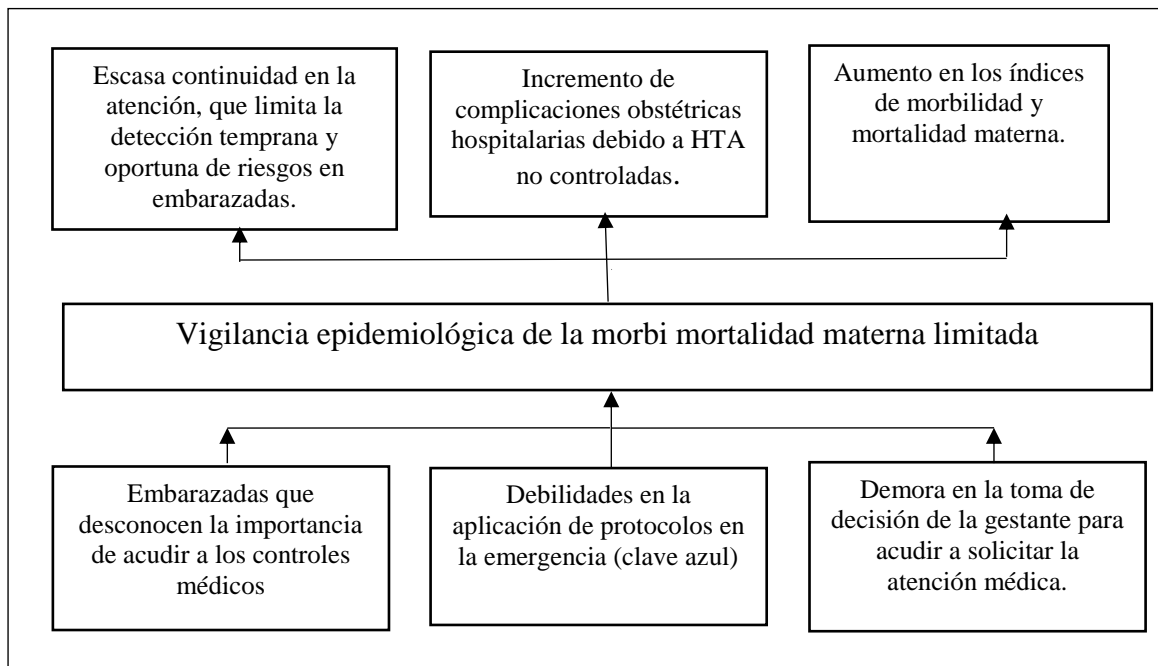 Escasa continuidad en la
atención, que limita la
detección temprana y
oportuna de riesgos en
embarazadas.
Incremento de
complicaciones obstétricas
hospitalarias debido a HTA
no controladas.
Aumento en los índices
de morbilidad y
mortalidad materna.
Vigilancia epidemiológica de la morbi mortalidad materna limitada
Embarazadas que
desconocen la importancia
de acudir a los controles
médicos
Debilidades en la
aplicación de protocolos en
la emergencia (clave azul)
Demora en la toma de
decisión de la gestante para
acudir a solicitar la
atención médica.